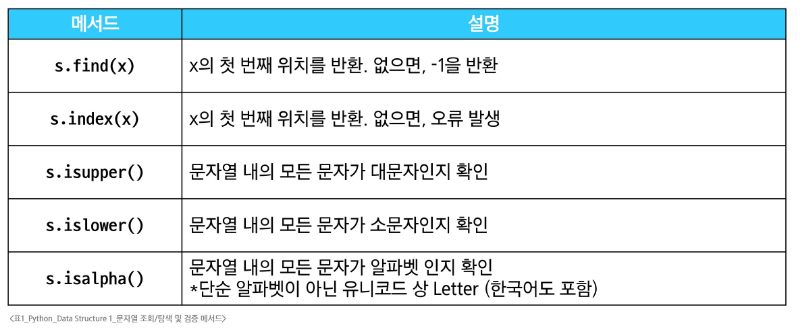 메서드 설명
s.find(x) x의 첫 번째 위치를 반환. 없으면, -1을 반환
s.index(x) x의 첫 번째 위치를 반환. 없으면, 오류 발생
s.isupper() 문자열 내의 모든 문자가 대문자인지 확인
s.islower() 문자열 내의 모든 문자가 소문자인지 확인
s.isalpha() 문자열 내의 모든 문자가 알파벳 인지 확인
*단순 알파벳이 아닌 유니코드 상 Letter (한국어도 포함)
<표1_Python_Data Structure 1_문자열 조회/탐색 및 검증 메서드>